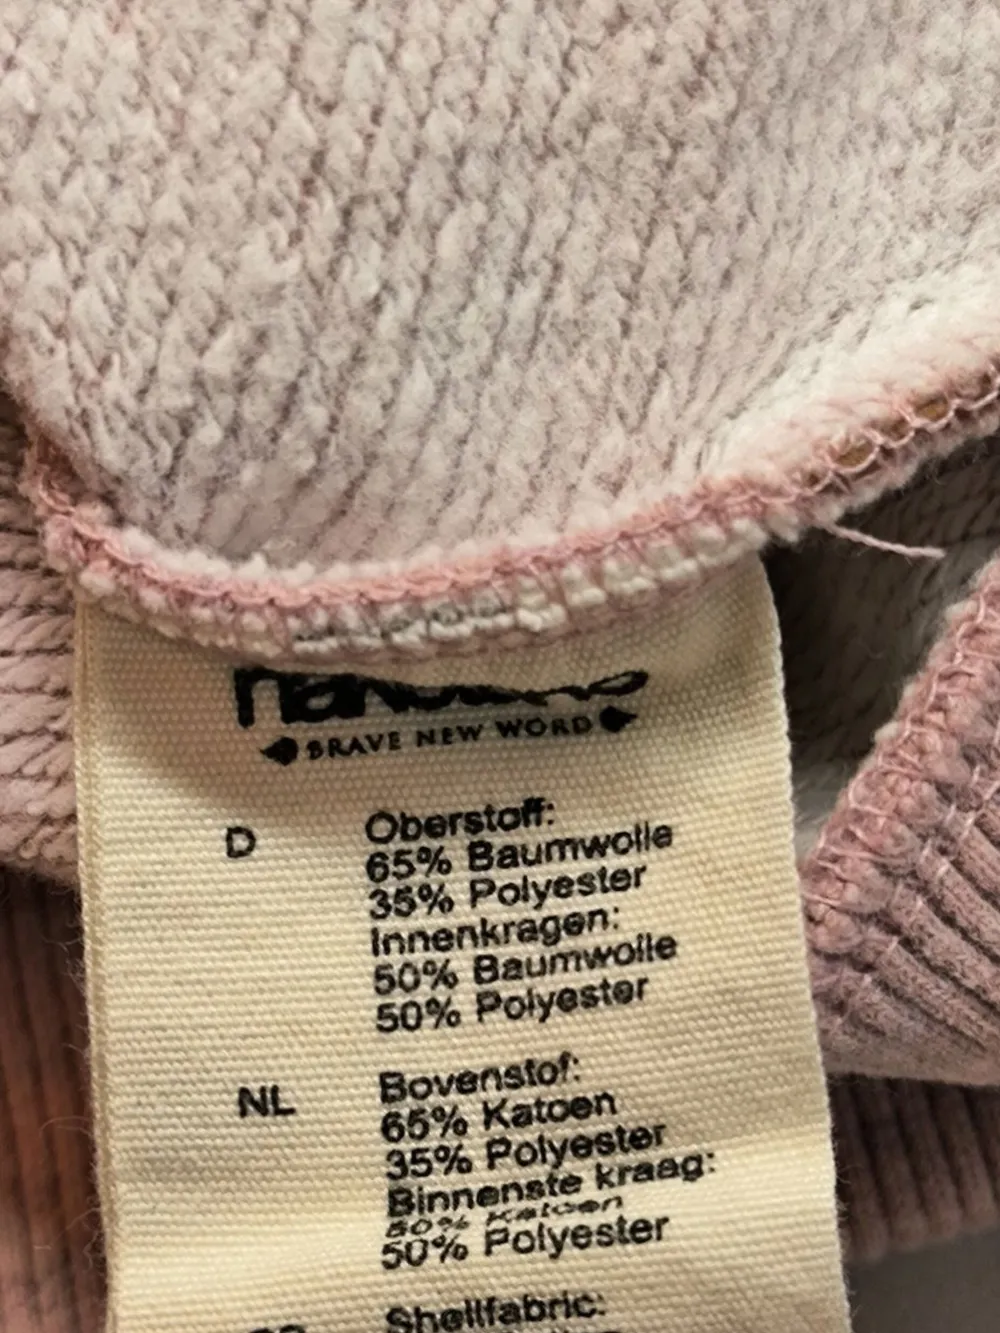 BRAVE NEW WORD
D
Oberstoff:
65% Baumwolle
35% Polyester
Innenkragen:
50% Baumwolle
50% Polyester
NL
Bovenstof:
65% Katoen
35% Polyester
Binnenste kraag:
50% Katoen
50% Polyester
Shellfabric: